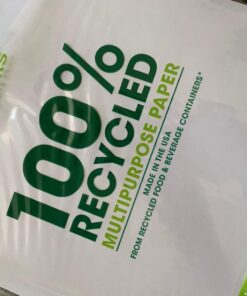 100%
RECYCLED
MULTIPURPOSE PAPER
MADE IN THE USA
FROM RECYCLED FOOD & BEVERAGE CONTAINERS*